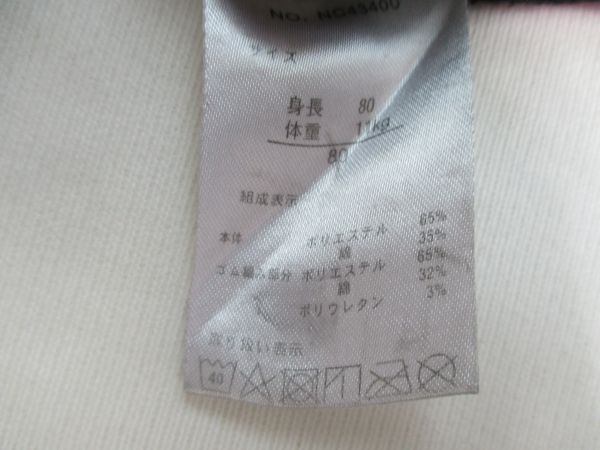 NO. NG43400
サイズ
身長 80
体重 11kg
80
組成表示
本体 ポリエステル 65%
綿 35%
ゴム編み部分 ポリエステル 65%
綿 32%
ポリウレタン 3%
取り扱い表示
40